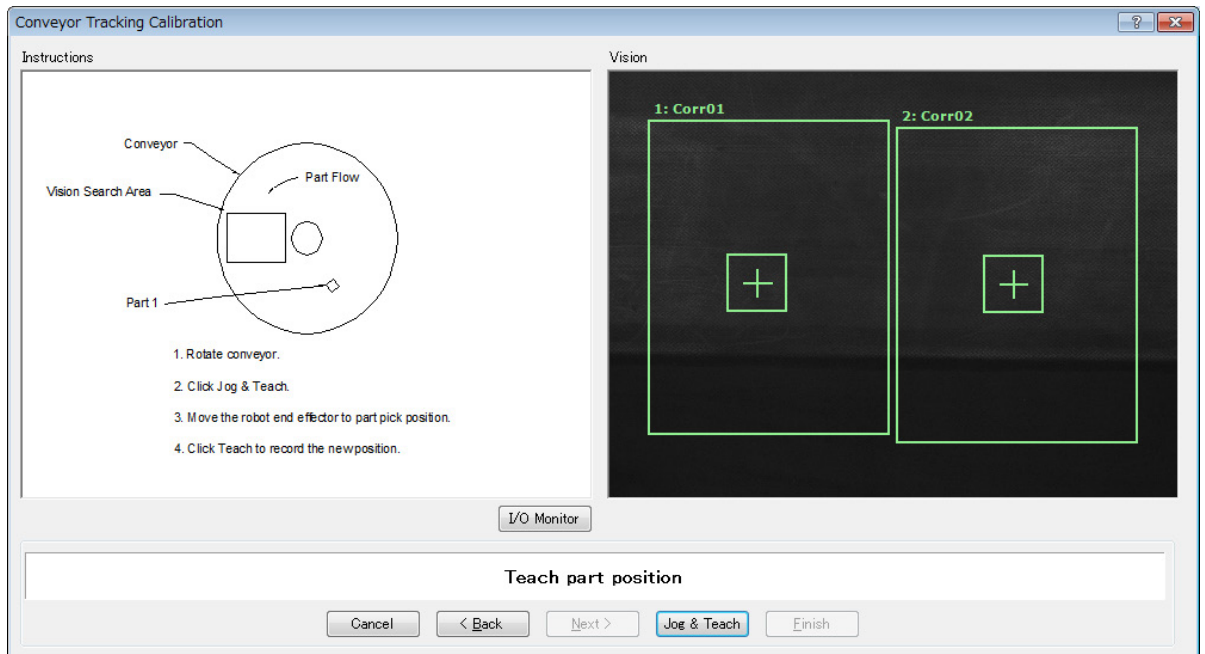 Conveyor Tracking Calibration
Instructions
Vision
Conveyor
Part Flow
Vision Search Area
Part 1
1. Rotate conveyor.
2. Click Jog & Teach.
3. Move the robot end effector to part pick position.
4. Click Teach to record the new position.
1: Corr01
2: Corr02
I/O Monitor
Teach part position
Cancel
< Back
Next >
Jog & Teach
Finish